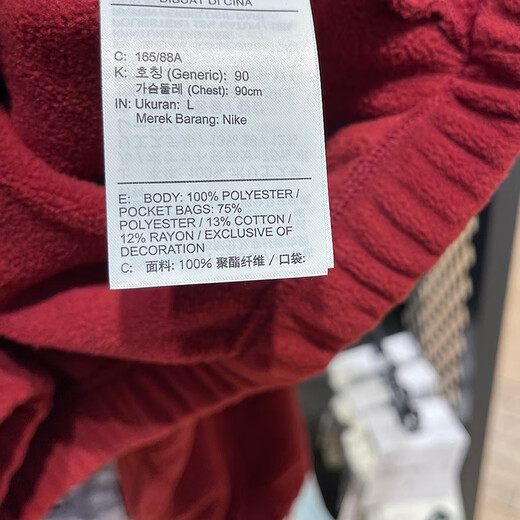 DIBUAT DI CINA
C: 165/88A
K: 호칭 (Generic): 90
가슴둘레 (Chest): 90cm
IN: Ukuran: L
Merek Barang: Nike
E: BODY: 100% POLYESTER /
POCKET BAGS: 75%
POLYESTER / 13% COTTON /
12% RAYON / EXCLUSIVE OF
DECORATION
C: 面料: 100% 聚酯纤维 / 口袋: